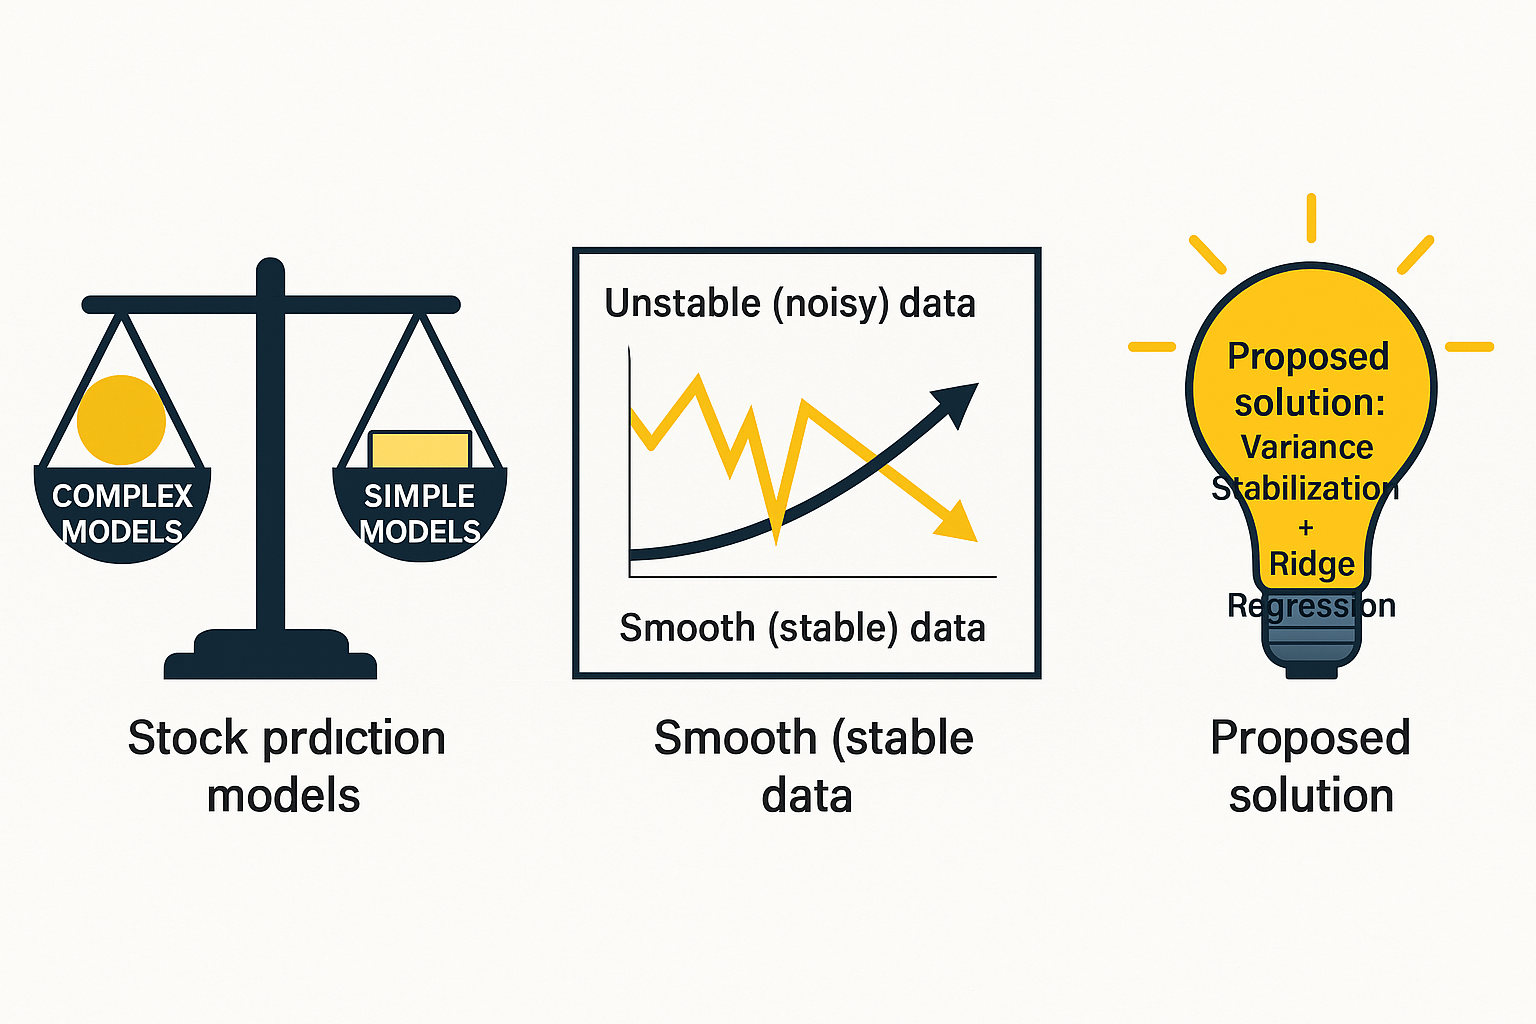 COMPLEX
MODELS
SIMPLE
MODELS
Stock prdıction
models
Unstable (noisy) data
Smooth (stable) data
Smooth (stable
data
Proposed
solution:
Variance
Stabilization
+
Ridge
Regression
Proposed
solution